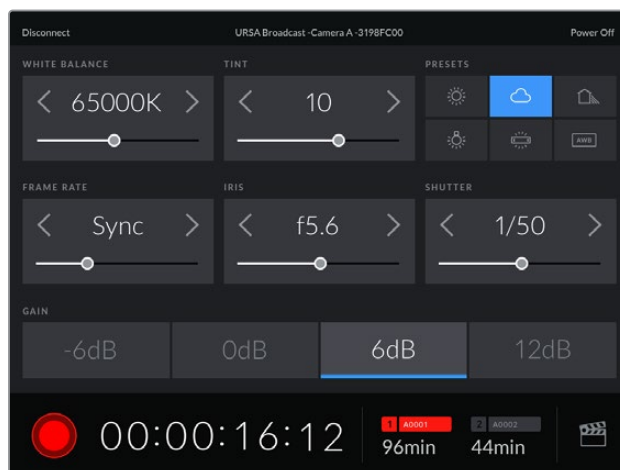 Disconnect URSA Broadcast -Camera A -3198FC00 Power Off
WHITE BALANCE TINT PRESETS
65000K 10
AWB
FRAME RATE IRIS SHUTTER
Sync f5.6 1/50
GAIN
-6dB 0dB 6dB 12dB
00:00:16:12 1 A0001 2 A0002
96min 44min